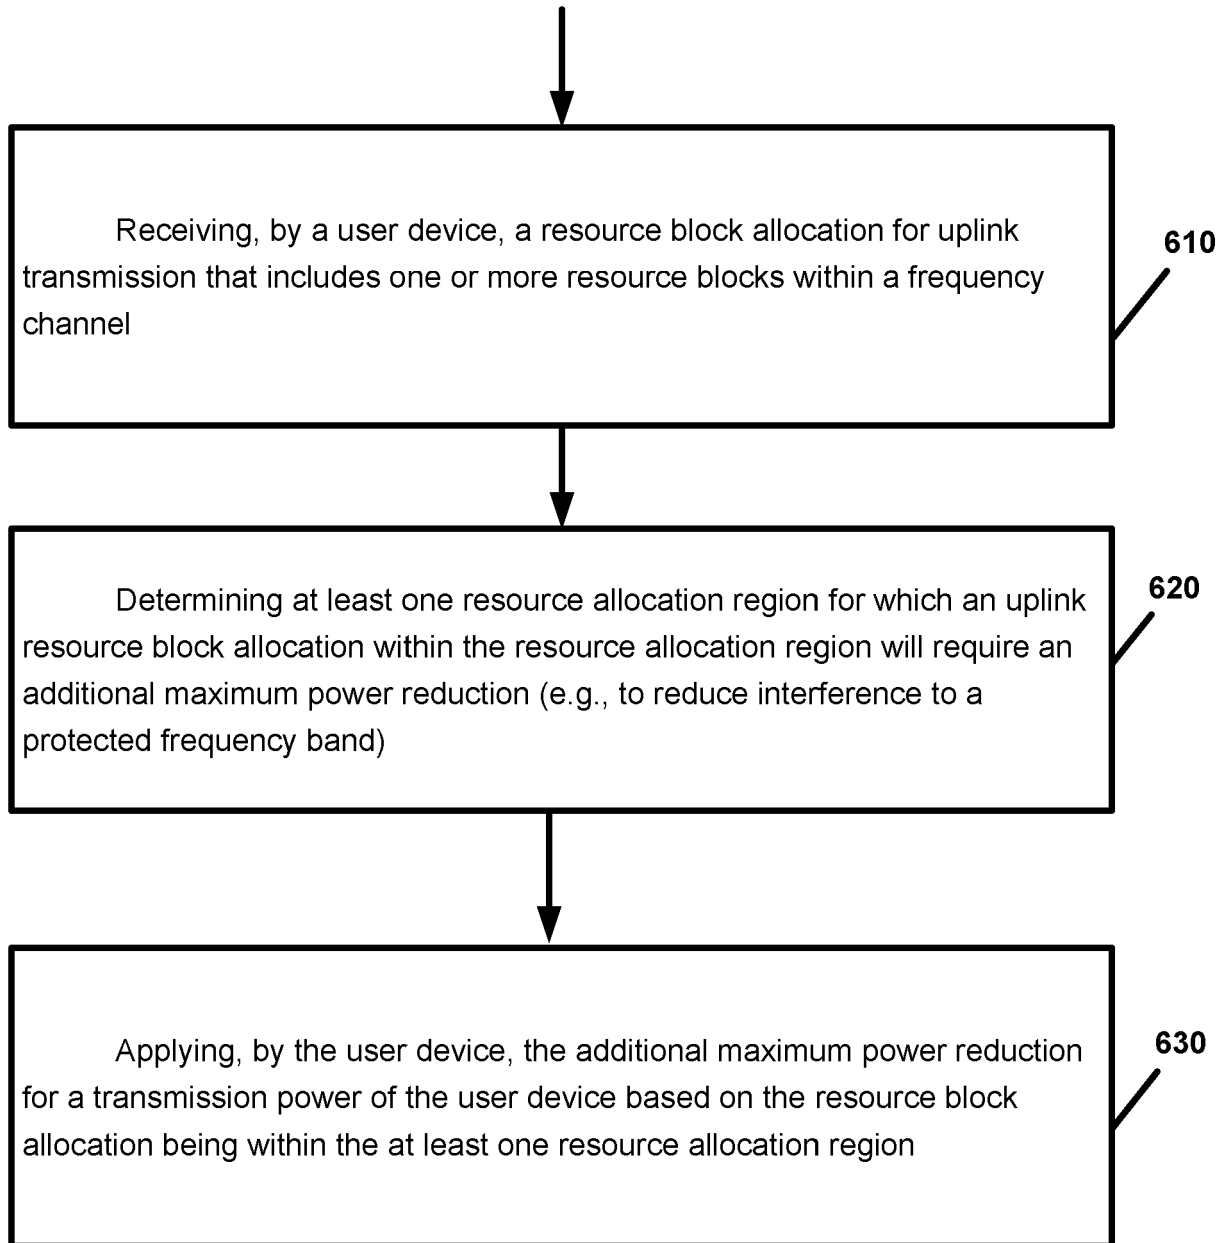 Receiving, by a user device, a resource block allocation for uplink
transmission that includes one or more resource blocks within a frequency
channel
610
Determining at least one resource allocation region for which an uplink
resource block allocation within the resource allocation region will require an
additional maximum power reduction (e.g., to reduce interference to a
protected frequency band)
620
Applying, by the user device, the additional maximum power reduction
for a transmission power of the user device based on the resource block
allocation being within the at least one resource allocation region
630